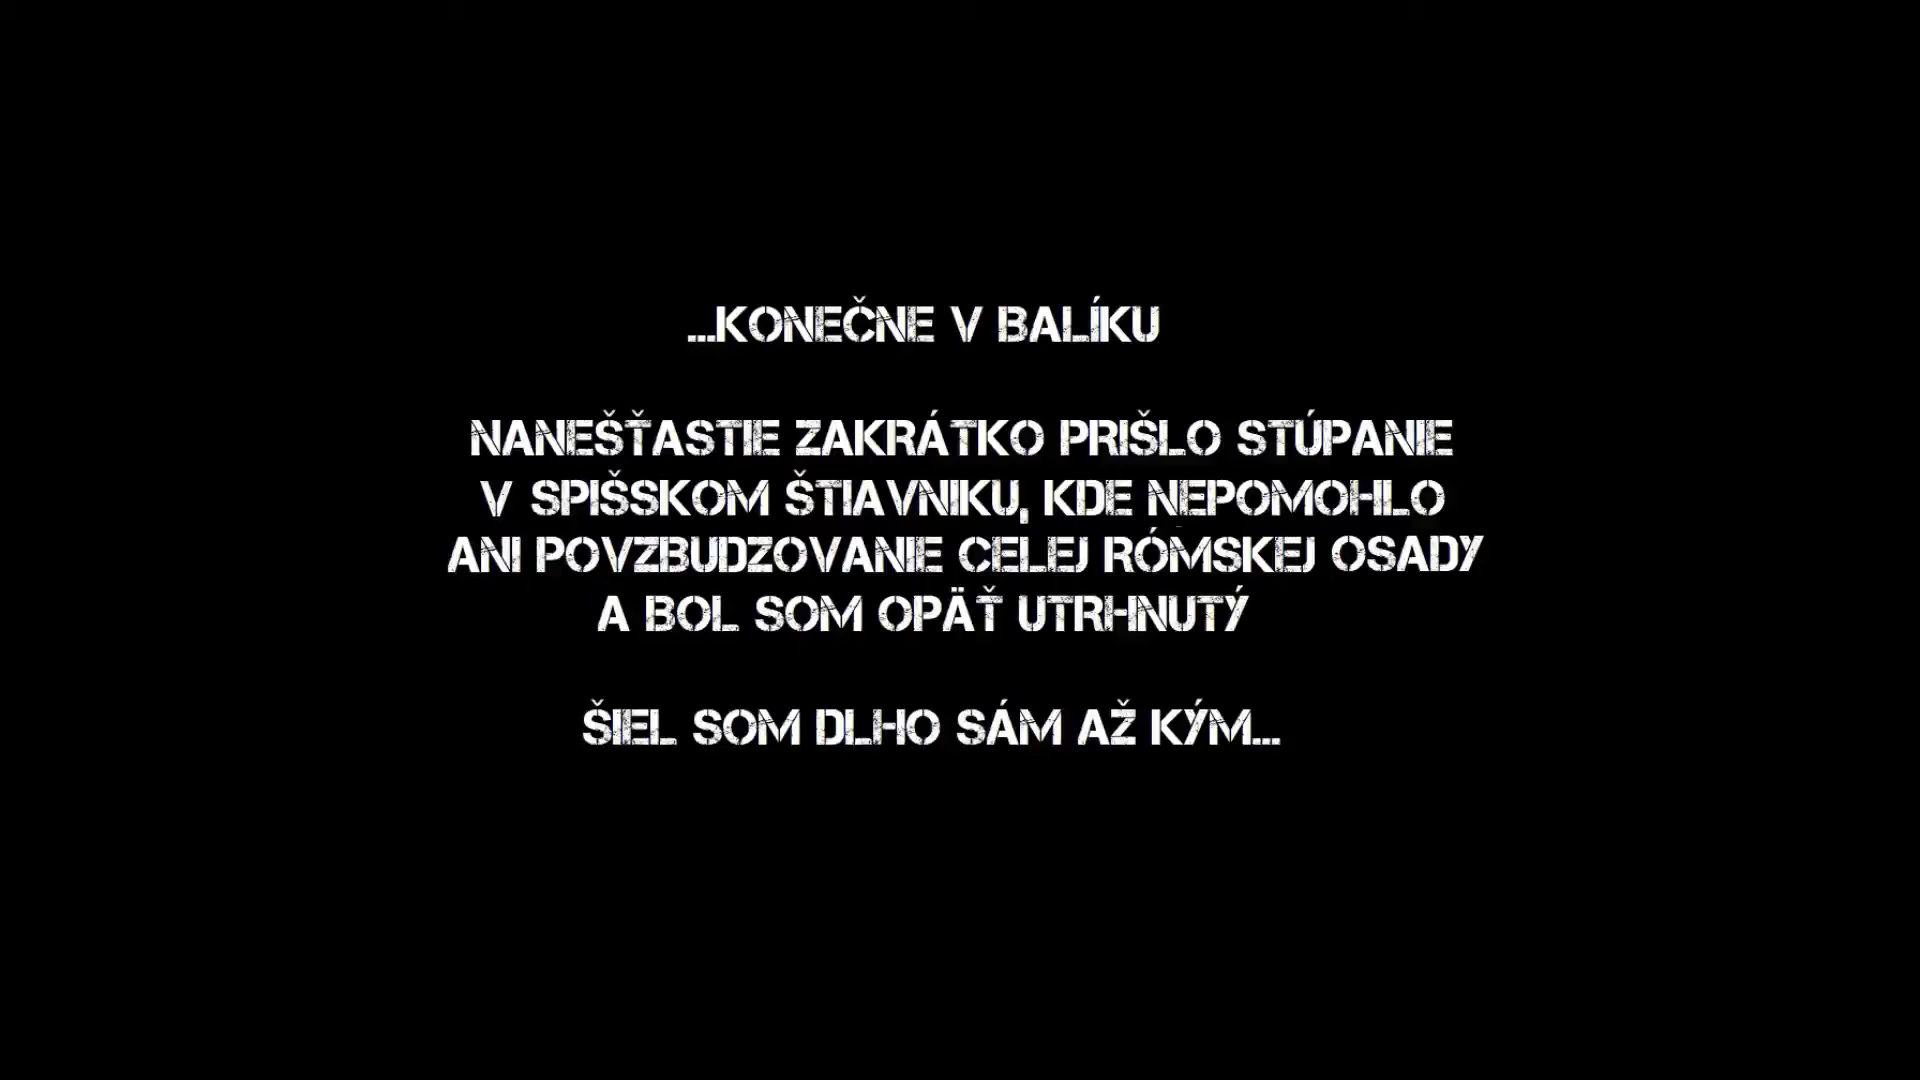 ...KONEČNE V BALÍKU
NANEŠŤASTIE ZAKRÁTKO PRIŠLO STÚPANIE
V SPIŠSKOM ŠTIAVNIKU, KDE NEPOMOHLO
ANI POVZBUDZOVANIE CELEJ RÓMSKEJ OSADY
A BOL SOM OPÄŤ UTRHNUTÝ
ŠIEL SOM DLHO SÁM AŽ KÝM...